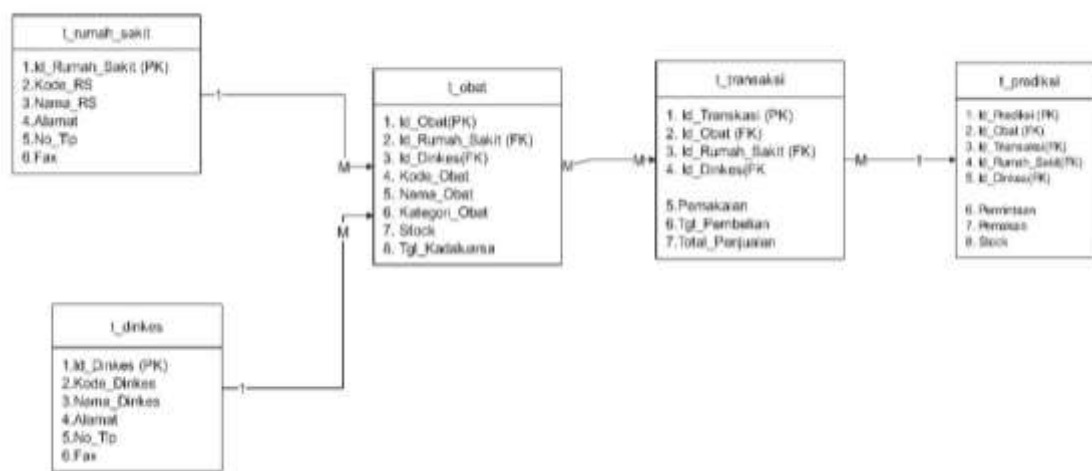 t_rumah_sakit
1.Id_Rumah_Sakit (PK)
2.Kode_RS
3.Nama_RS
4.Alamat
5.No_Tlp
6.Fax
1
M
t_obat
1. Id_Obat(PK)
2. Id_Rumah_Sakit (FK)
3. Id_Dinkes(FK)
4. Kode_Obat
5. Nama_Obat
6. Kategori_Obat
7. Stock
8. Tgl_Kadaluarsa
M
M
t_transaksi
1. Id_Transkasi (PK)
2. Id_Obat (FK)
3. Id_Rumah_Sakit (FK)
4. Id_Dinkes(FK
5.Pemakaian
6.Tgl_Pembelian
7.Total_Penjualan
M
1
t_prediksi
1. Id_Prediksi (PK)
2. Id_Obat (FK)
3. Id_Transaksi(FK)
4. Id_Rumah_Sakit(FK)
5. Id_Dinkes(FK)
6. Permintaan
7. Pemakaian
8. Stock
M
t_dinkes
1.Id_Dinkes (PK)
2.Kode_Dinkes
3.Nama_Dinkes
4.Alamat
5.No_Tlp
6.Fax
1